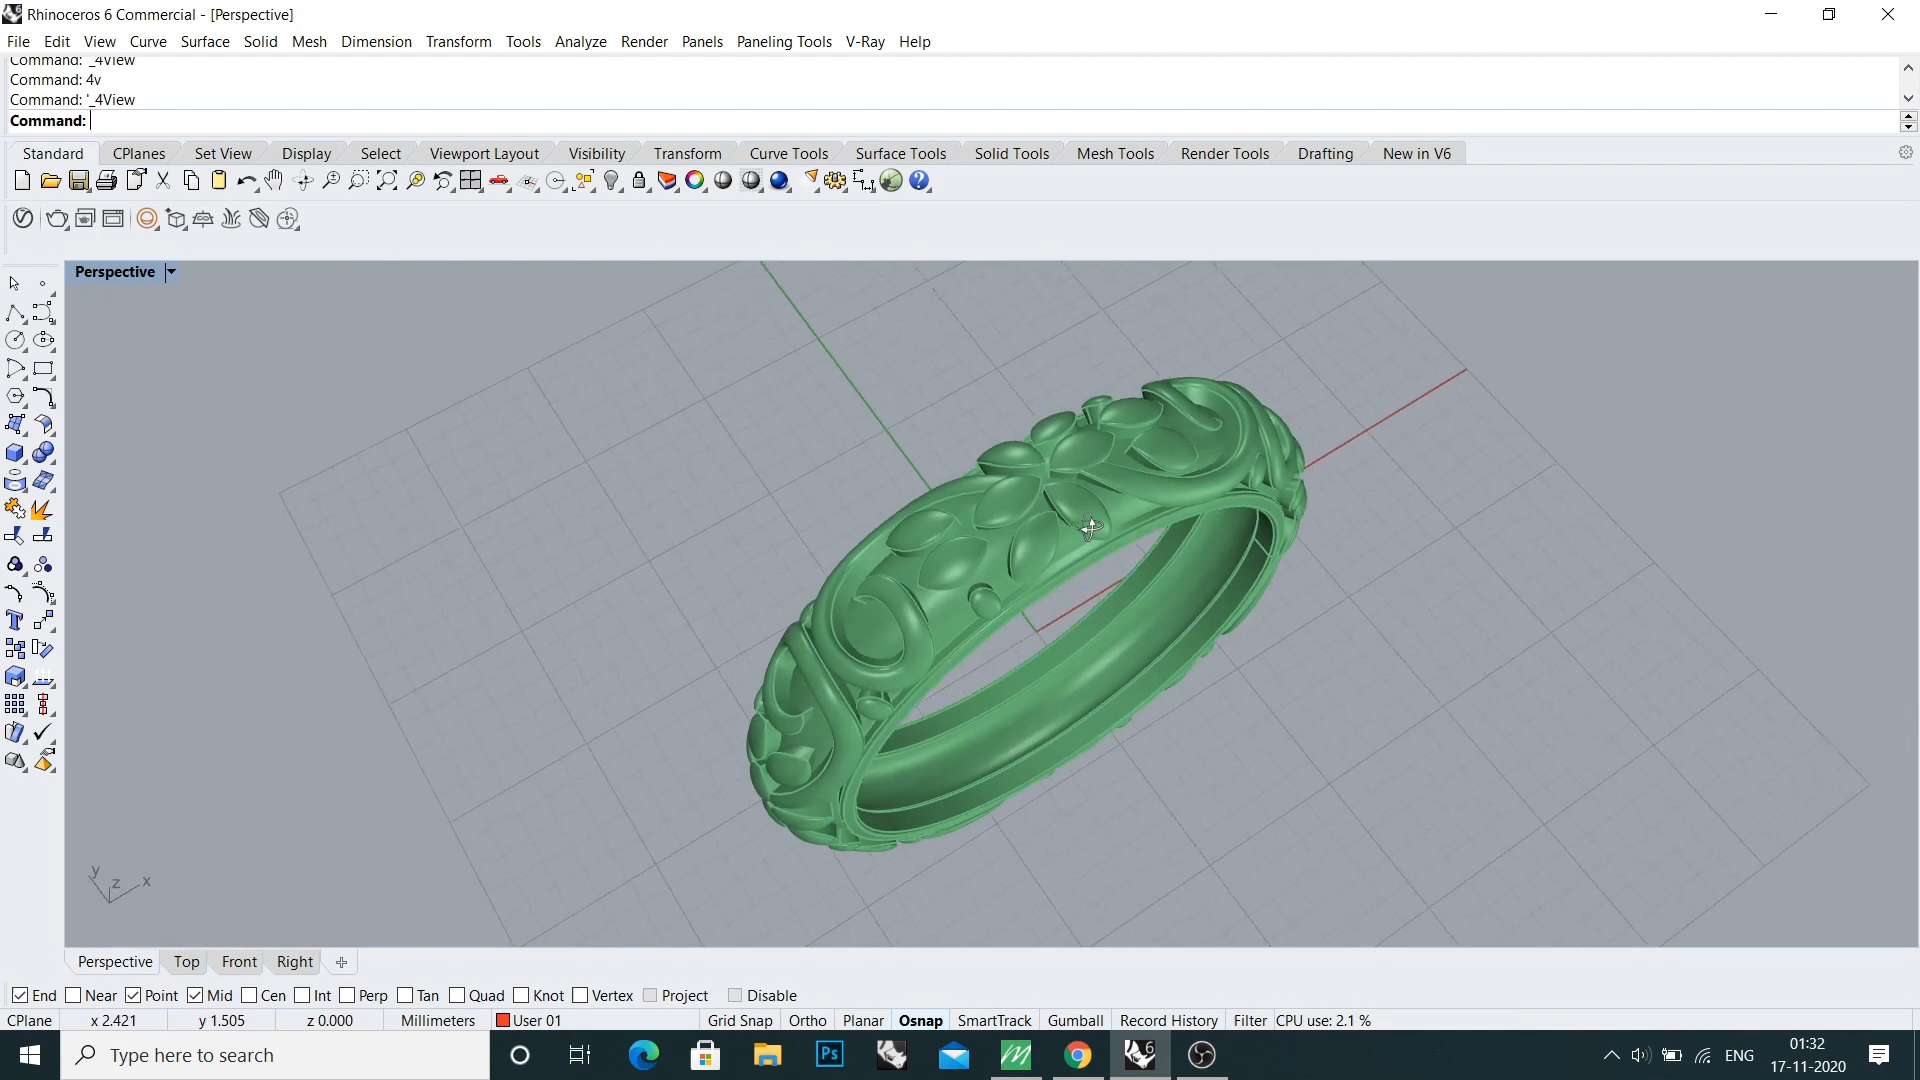 Rhinoceros 6 Commercial - [Perspective]
File Edit View Curve Surface Solid Mesh Dimension Transform Tools Analyze Render Panels Paneling Tools V-Ray Help
Command: '_4View
Command: 4v
Command: '_4View
Command:
Standard CPlanes Set View Display Select Viewport Layout Visibility Transform Curve Tools Surface Tools Solid Tools Mesh Tools Render Tools Drafting New in V6
Perspective
y z x
Perspective Top Front Right
End Near Point Mid Cen Int Perp Tan Quad Knot Vertex Project Disable
CPlane x 2.421 y 1.505 z 0.000 Millimeters User 01 Grid Snap Ortho Planar Osnap SmartTrack Gumball Record History Filter CPU use: 2.1 %
Type here to search Ps 6 ENG 01:32
17-11-2020